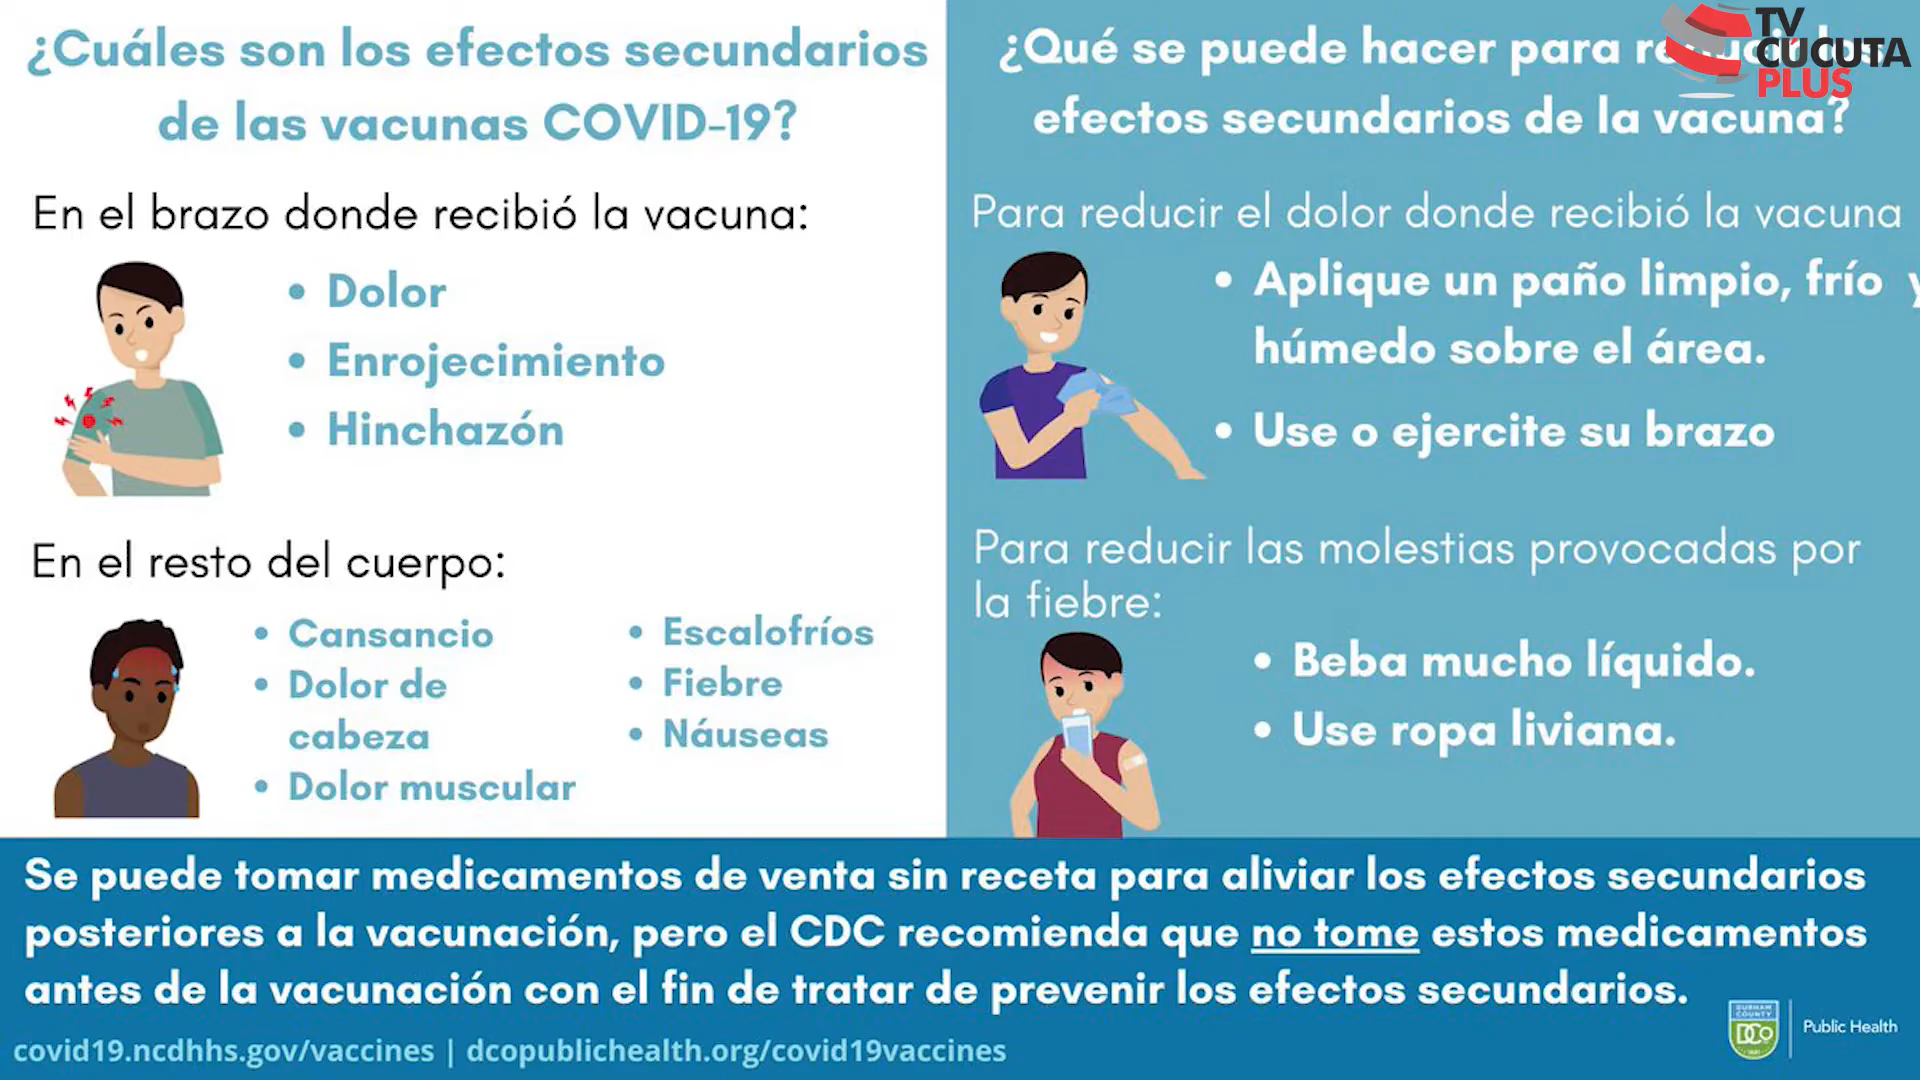 ¿Cuáles son los efectos secundarios
de las vacunas COVID-19?
En el brazo donde recibió la vacuna:
• Dolor
• Enrojecimiento
• Hinchazón
En el resto del cuerpo:
• Cansancio
• Dolor de
cabeza
• Dolor muscular
• Escalofríos
• Fiebre
• Náuseas
¿Qué se puede hacer para
efectos secundarios de la vacuna?
Para reducir el dolor donde recibió la vacuna
• Aplique un paño limpio, frío y
húmedo sobre el área.
• Use o ejercite su brazo
Para reducir las molestias provocadas por
la fiebre:
• Beba mucho líquido.
• Use ropa liviana.
TV
CÚCUTA
PLUS
Se puede tomar medicamentos de venta sin receta para aliviar los efectos secundarios
posteriores a la vacunación, pero el CDC recomienda que no tome estos medicamentos
antes de la vacunación con el fin de tratar de prevenir los efectos secundarios.
covid19.ncdhhs.gov/vaccines | dcopublichealth.org/covid19vaccines
DURHAM
COUNTY
DCo
Public Health